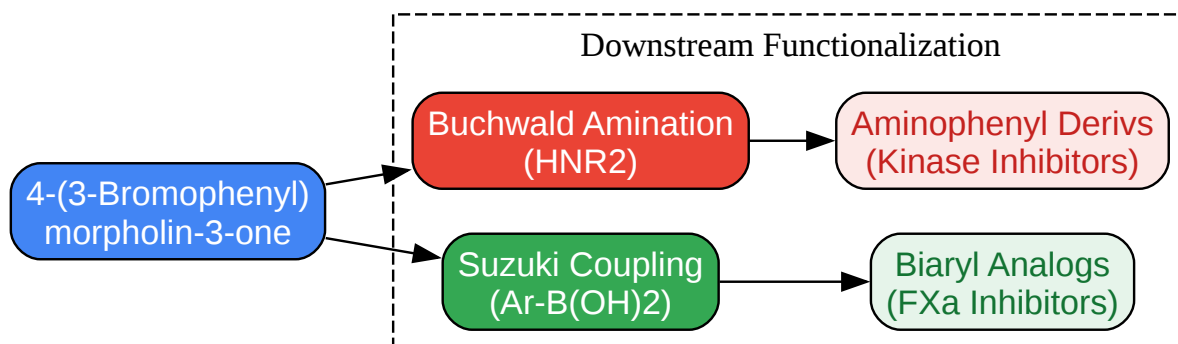 Downstream Functionalization
4-(3-Bromophenyl)
morpholin-3-one
Buchwald Amination
(HNR2)
Aminophenyl Derivs
(Kinase Inhibitors)
Suzuki Coupling
(Ar-B(OH)2)
Biaryl Analogs
(FXa Inhibitors)